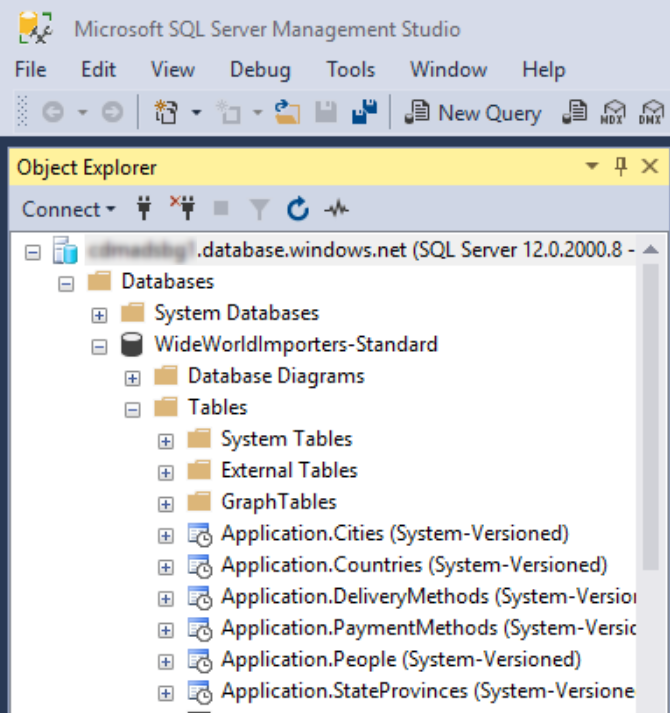 Microsoft SQL Server Management Studio
File Edit View Debug Tools Window Help
New Query MDX DMX
Object Explorer
Connect
.database.windows.net (SQL Server 12.0.2000.8 -
Databases
System Databases
WideWorldImporters-Standard
Database Diagrams
Tables
System Tables
External Tables
GraphTables
Application.Cities (System-Versioned)
Application.Countries (System-Versioned)
Application.DeliveryMethods (System-Version
Application.PaymentMethods (System-Versio
Application.People (System-Versioned)
Application.StateProvinces (System-Versione